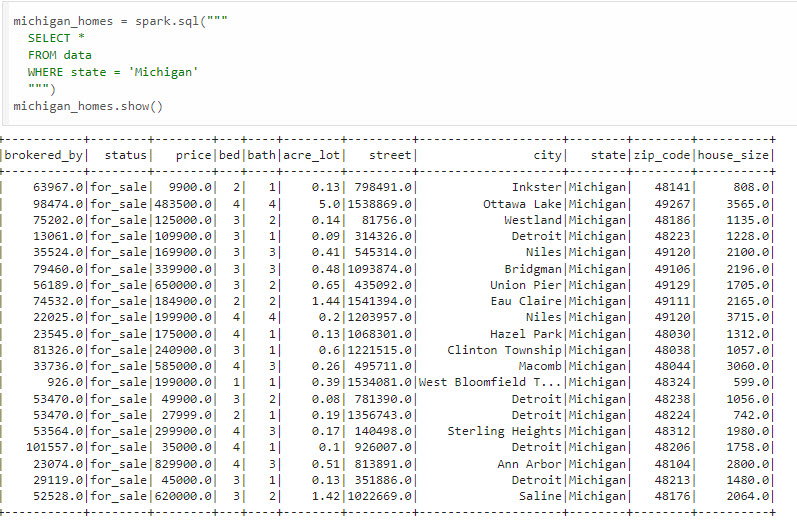 michigan_homes = spark.sql("""
  SELECT *
  FROM data
  WHERE state = 'Michigan'
  """)
michigan_homes.show()
+-----------+--------+--------+---+----+--------+---------+--------------------+--------+--------+----------+
|brokered_by|  status|   price|bed|bath|acre_lot|   street|                city|   state|zip_code|house_size|
+-----------+--------+--------+---+----+--------+---------+--------------------+--------+--------+----------+
|    63967.0|for_sale|  9900.0|  2|   1|    0.13| 798491.0|             Inkster|Michigan|   48141|     808.0|
|    98474.0|for_sale|483500.0|  4|   4|     5.0|1538869.0|         Ottawa Lake|Michigan|   49267|    3565.0|
|    75202.0|for_sale|125000.0|  3|   2|    0.14|  81756.0|            Westland|Michigan|   48186|    1135.0|
|    13061.0|for_sale|109900.0|  3|   1|    0.09| 314326.0|             Detroit|Michigan|   48223|    1228.0|
|    35524.0|for_sale|169900.0|  3|   3|    0.41| 545314.0|               Niles|Michigan|   49120|    2100.0|
|    79460.0|for_sale|339900.0|  3|   3|    0.48|1093874.0|            Bridgman|Michigan|   49106|    2196.0|
|    56189.0|for_sale|650000.0|  3|   2|    0.65| 435092.0|          Union Pier|Michigan|   49129|    1705.0|
|    74532.0|for_sale|184900.0|  2|   2|    1.44|1541394.0|          Eau Claire|Michigan|   49111|    2165.0|
|    22025.0|for_sale|199900.0|  4|   4|     0.2|1203957.0|               Niles|Michigan|   49120|    3715.0|
|    23545.0|for_sale|175000.0|  4|   1|    0.13|1068301.0|          Hazel Park|Michigan|   48030|    1312.0|
|    81326.0|for_sale|240900.0|  3|   1|     0.6|1221515.0|    Clinton Township|Michigan|   48038|    1057.0|
|    33736.0|for_sale|585000.0|  4|   3|    0.26| 495711.0|              Macomb|Michigan|   48044|    3060.0|
|      926.0|for_sale|199000.0|  1|   1|    0.39|1534081.0|West Bloomfield T...|Michigan|   48324|     599.0|
|    53470.0|for_sale| 49900.0|  3|   2|    0.08| 781390.0|             Detroit|Michigan|   48238|    1056.0|
|    53470.0|for_sale| 27999.0|  2|   1|    0.19|1356743.0|             Detroit|Michigan|   48224|     742.0|
|    53564.0|for_sale|299900.0|  4|   3|    0.17| 140498.0|    Sterling Heights|Michigan|   48312|    1980.0|
|   101557.0|for_sale| 35000.0|  4|   1|     0.1| 926007.0|             Detroit|Michigan|   48206|    1758.0|
|    23074.0|for_sale|829900.0|  4|   3|    0.51| 813891.0|           Ann Arbor|Michigan|   48104|    2800.0|
|    29119.0|for_sale| 45000.0|  3|   1|    0.13| 351886.0|             Detroit|Michigan|   48213|    1480.0|
|    52528.0|for_sale|620000.0|  3|   2|    1.42|1022669.0|              Saline|Michigan|   48176|    2064.0|
+-----------+--------+--------+---+----+--------+---------+--------------------+--------+--------+----------+